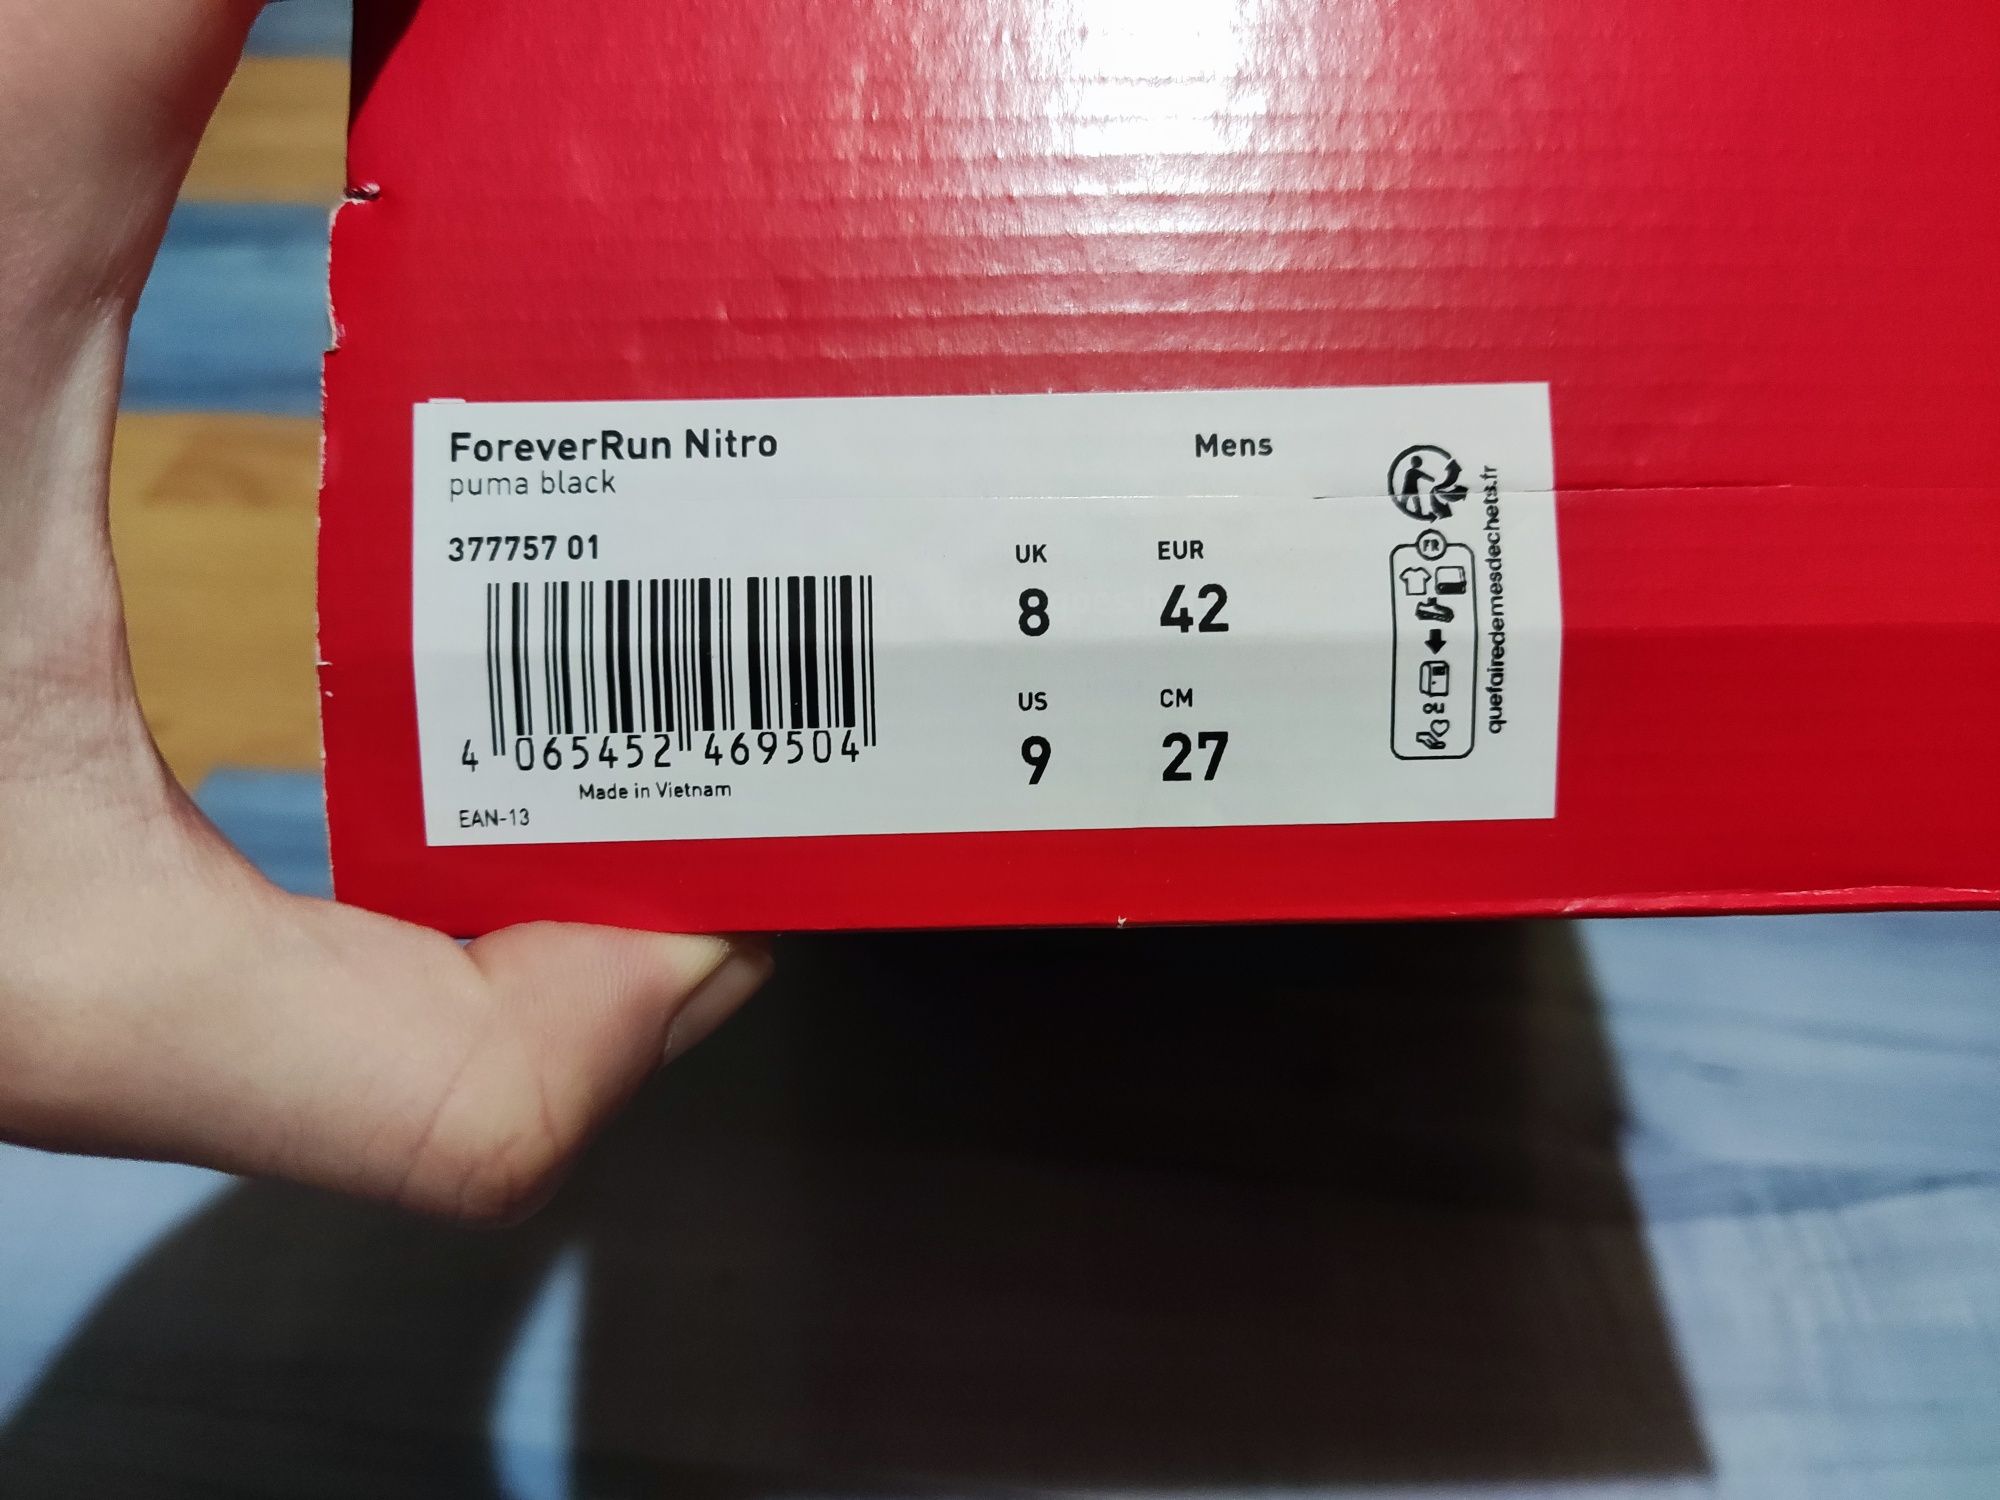 ForeverRun Nitro
Mens
puma black
377757 01
UK
8
EUR
42
US
9
CM
27
4 065452 469504
Made in Vietnam
EAN-13
FR
quefairedemesdechets.fr